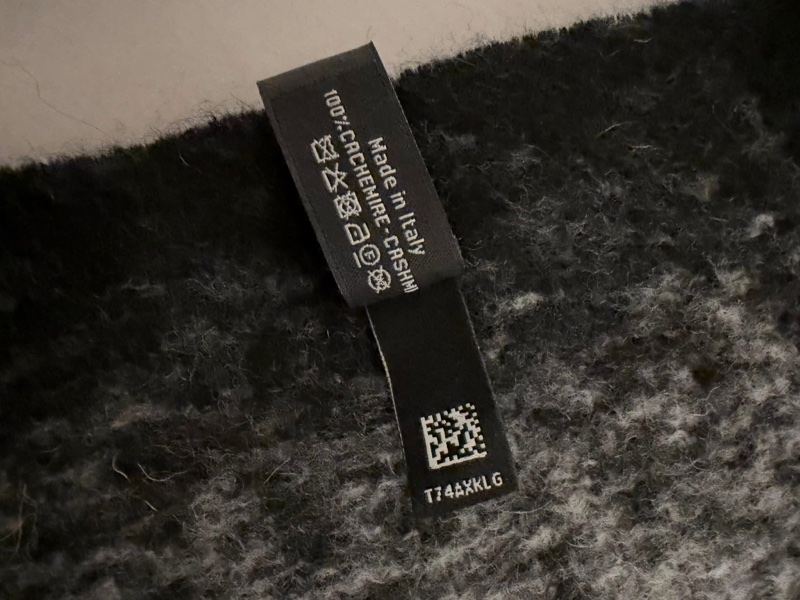 Made in Italy
100% CACHEMIRE - CASHM
T74AXKLG